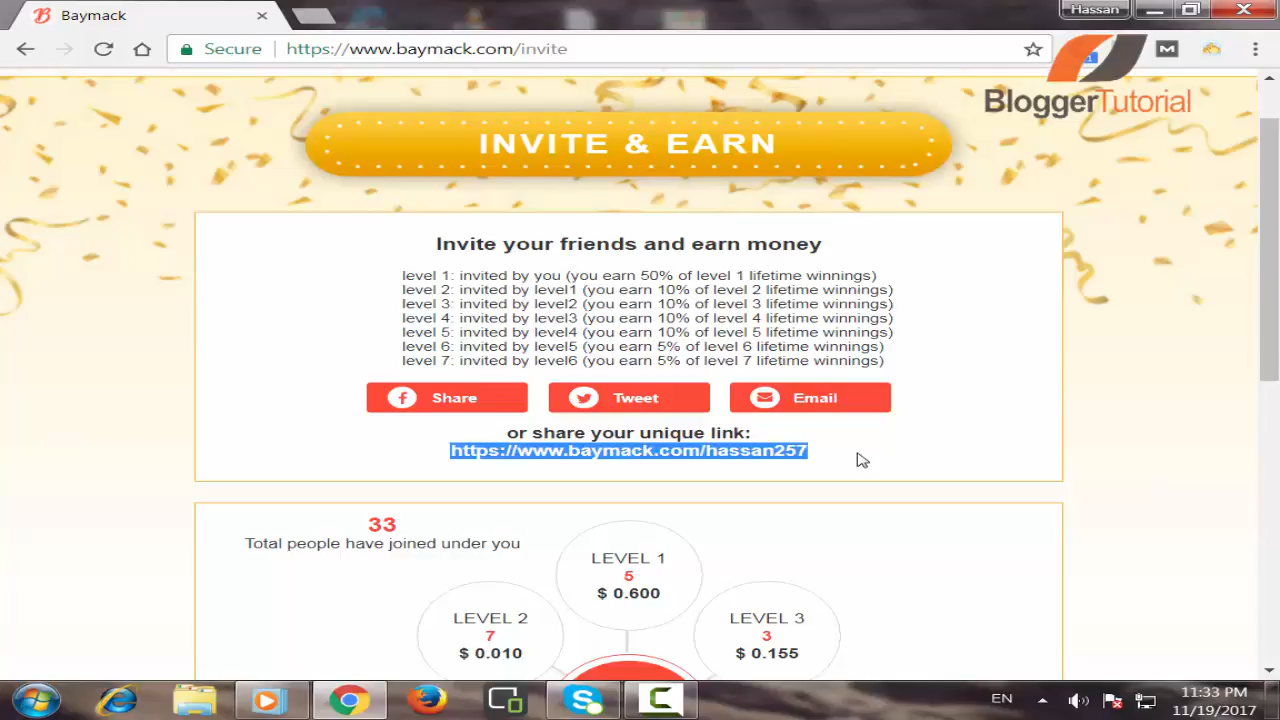 Baymack
Hassan
Secure
https://www.baymack.com/invite
BloggerTutorial
INVITE & EARN
Invite your friends and earn money
level 1: invited by you (you earn 50% of level 1 lifetime winnings)
level 2: invited by level1 (you earn 10% of level 2 lifetime winnings)
level 3: invited by level2 (you earn 10% of level 3 lifetime winnings)
level 4: invited by level3 (you earn 10% of level 4 lifetime winnings)
level 5: invited by level4 (you earn 10% of level 5 lifetime winnings)
level 6: invited by level5 (you earn 5% of level 6 lifetime winnings)
level 7: invited by level6 (you earn 5% of level 7 lifetime winnings)
Share
Tweet
Email
or share your unique link:
https://www.baymack.com/hassan257
33
Total people have joined under you
LEVEL 1
5
$ 0.600
LEVEL 2
7
$ 0.010
LEVEL 3
3
$ 0.155
EN
11:33 PM
11/19/2017